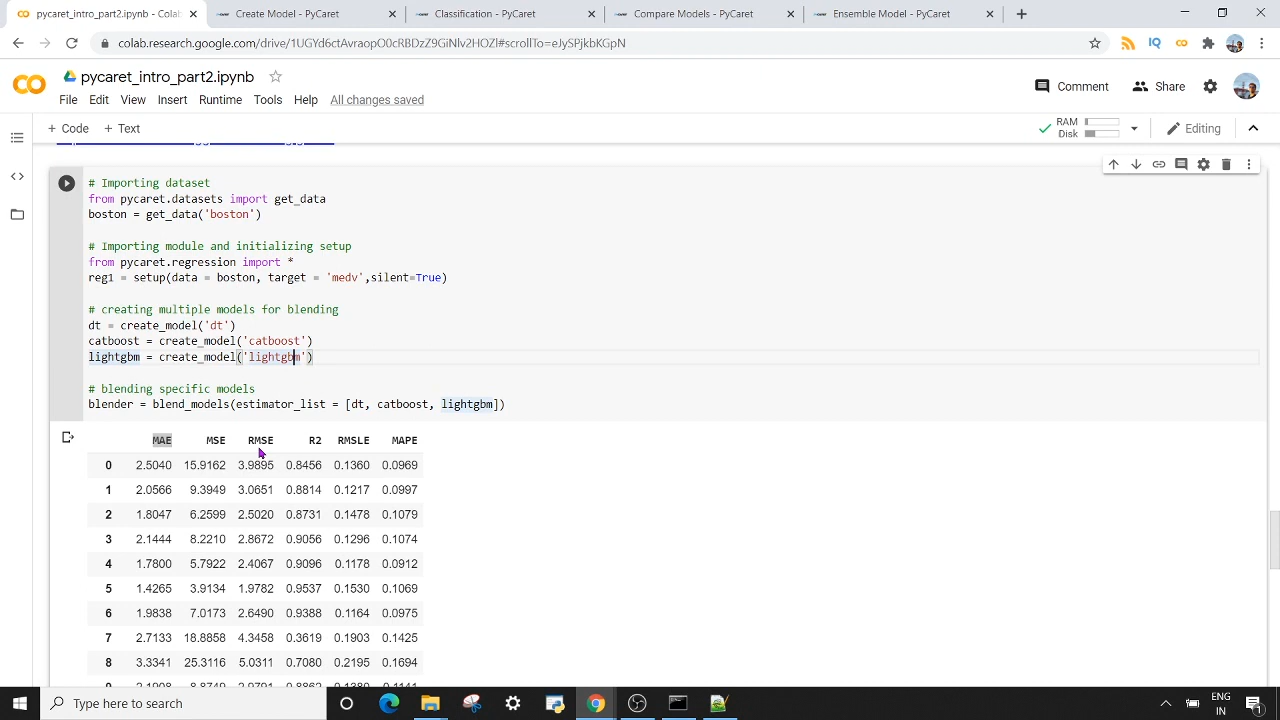 pycaret_intro_part2.ipynb - Colab
Create Model - PyCaret
Classification - PyCaret
Compare Models - PyCaret
Ensemble Model - PyCaret
colab.research.google.com/drive/1UGYd6ctAvraopO0cRBDzZ9GiNv2HOZl#scrollTo=eJySPjkbKGpN
pycaret_intro_part2.ipynb
Comment
Share
File Edit View Insert Runtime Tools Help All changes saved
+ Code + Text
RAM
Disk
Editing
# Importing dataset
from pycaret.datasets import get_data
boston = get_data('boston')
# Importing module and initializing setup
from pycaret.regression import *
reg1 = setup(data = boston, target = 'medv',silent=True)
# creating multiple models for blending
dt = create_model('dt')
catboost = create_model('catboost')
lightgbm = create_model('lightgbm')
# blending specific models
blender = blend_models(estimator_list = [dt, catboost, lightgbm])
MAE MSE RMSE R2 RMSLE MAPE
0 2.5040 15.9162 3.9895 0.8456 0.1360 0.0969
1 2.0566 9.3949 3.0651 0.8814 0.1217 0.0997
2 1.8047 6.2599 2.5020 0.8731 0.1478 0.1079
3 2.1444 8.2210 2.8672 0.9056 0.1296 0.1074
4 1.7800 5.7922 2.4067 0.9096 0.1178 0.0912
5 1.4265 3.9134 1.9782 0.9537 0.1530 0.1069
6 1.9838 7.0173 2.6490 0.9388 0.1164 0.0975
7 2.7133 18.8858 4.3458 0.3619 0.1903 0.1425
8 3.3341 25.3116 5.0311 0.7080 0.2195 0.1694
Type here to search
ENG
IN
1